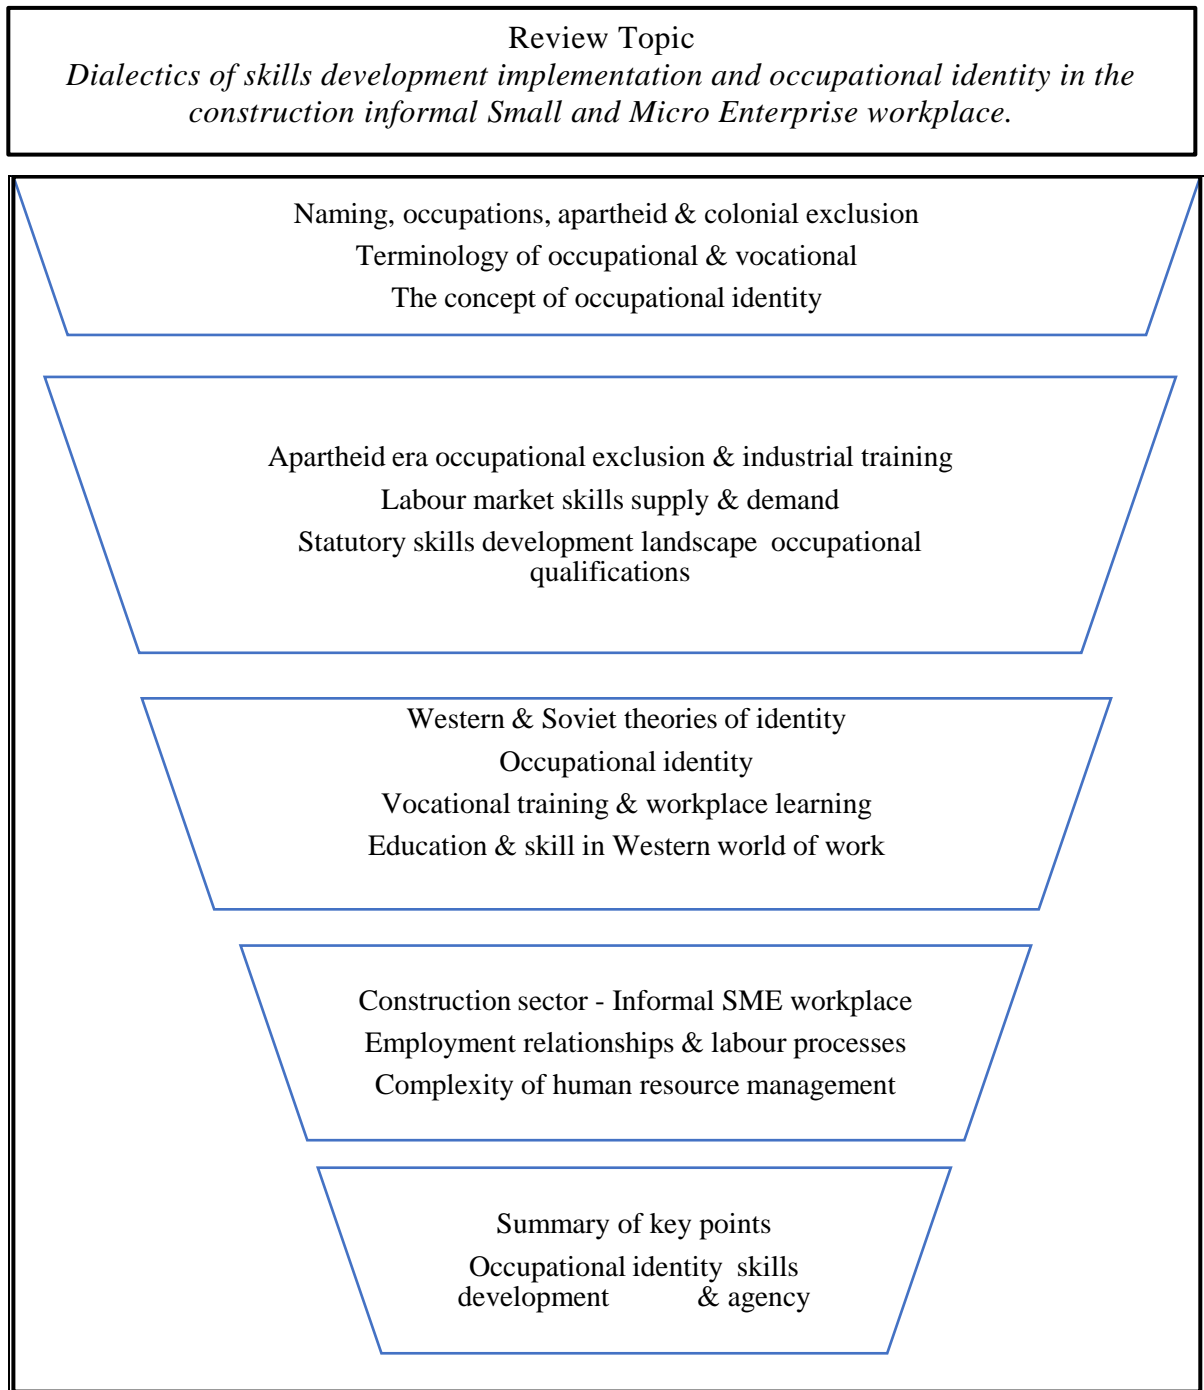 Review Topic
Dialectics of skills development implementation and occupational identity in the
construction informal Small and Micro Enterprise workplace.
Naming, occupations, apartheid & colonial exclusion
Terminology of occupational & vocational
The concept of occupational identity
Apartheid era occupational exclusion & industrial training
Labour market skills supply & demand
Statutory skills development landscape occupational
qualifications
Western & Soviet theories of identity
Occupational identity
Vocational training & workplace learning
Education & skill in Western world of work
Construction sector - Informal SME workplace
Employment relationships & labour processes
Complexity of human resource management
Summary of key points
Occupational identity skills
development & agency